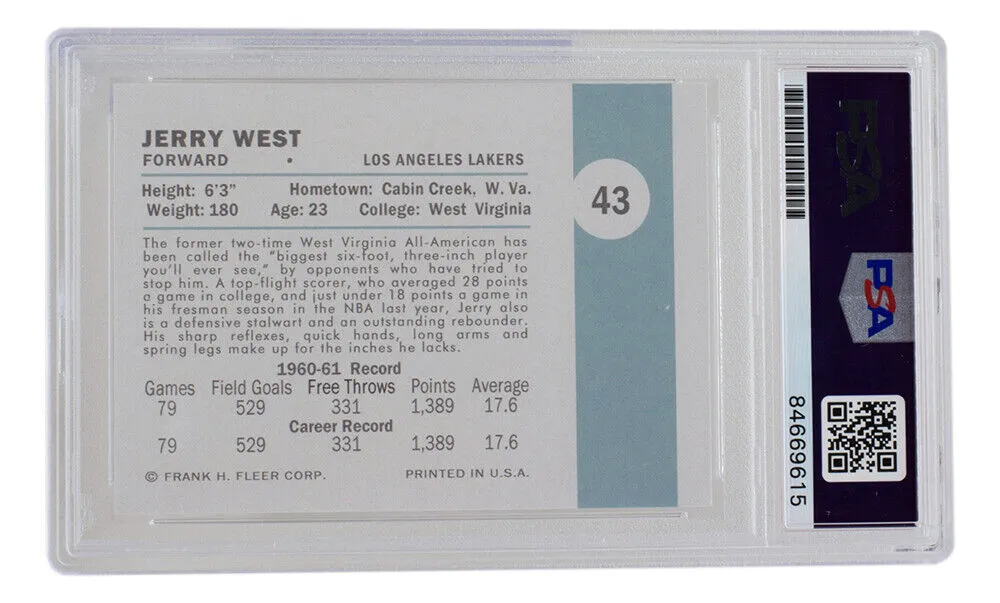 JERRY WEST
FORWARD • LOS ANGELES LAKERS
Height: 6'3" Hometown: Cabin Creek, W. Va.
Weight: 180 Age: 23 College: West Virginia
43
The former two-time West Virginia All-American has
been called the "biggest six-foot, three-inch player
you'll ever see," by opponents who have tried to
stop him. A top-flight scorer, who averaged 28 points
a game in college, and just under 18 points a game in
his fresman season in the NBA last year, Jerry also
is a defensive stalwart and an outstanding rebounder.
His sharp reflexes, quick hands, long arms and
spring legs make up for the inches he lacks.
1960-61 Record
Games Field Goals Free Throws Points Average
79 529 331 1,389 17.6
Career Record
79 529 331 1,389 17.6
© FRANK H. FLEER CORP. PRINTED IN U.S.A.
PSA
PSA
84669615